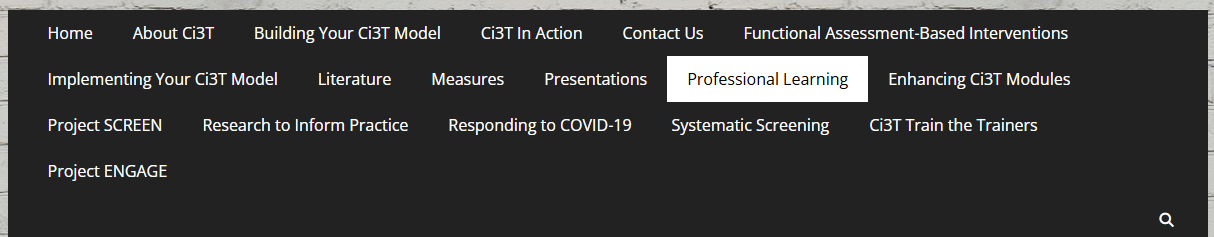 Home About Ci3T Building Your Ci3T Model Ci3T In Action Contact Us Functional Assessment-Based Interventions
Implementing Your Ci3T Model Literature Measures Presentations Professional Learning Enhancing Ci3T Modules
Project SCREEN Research to Inform Practice Responding to COVID-19 Systematic Screening Ci3T Train the Trainers
Project ENGAGE